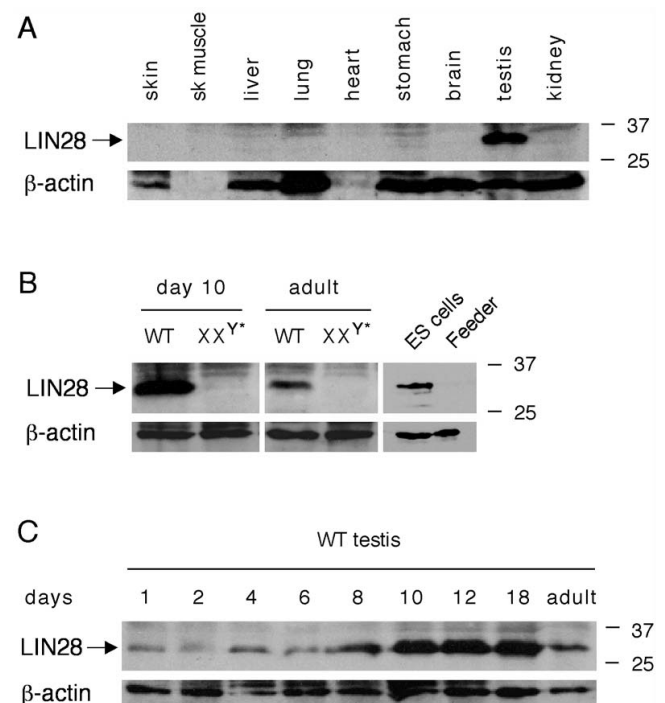 A
skin sk muscle liver lung heart stomach brain testis kidney
LIN28
37
25
β-actin
B
day 10 adult
WT XXY* WT XXY* ES cells Feeder
LIN28
37
25
β-actin
C
WT testis
days 1 2 4 6 8 10 12 18 adult
LIN28
37
25
β-actin